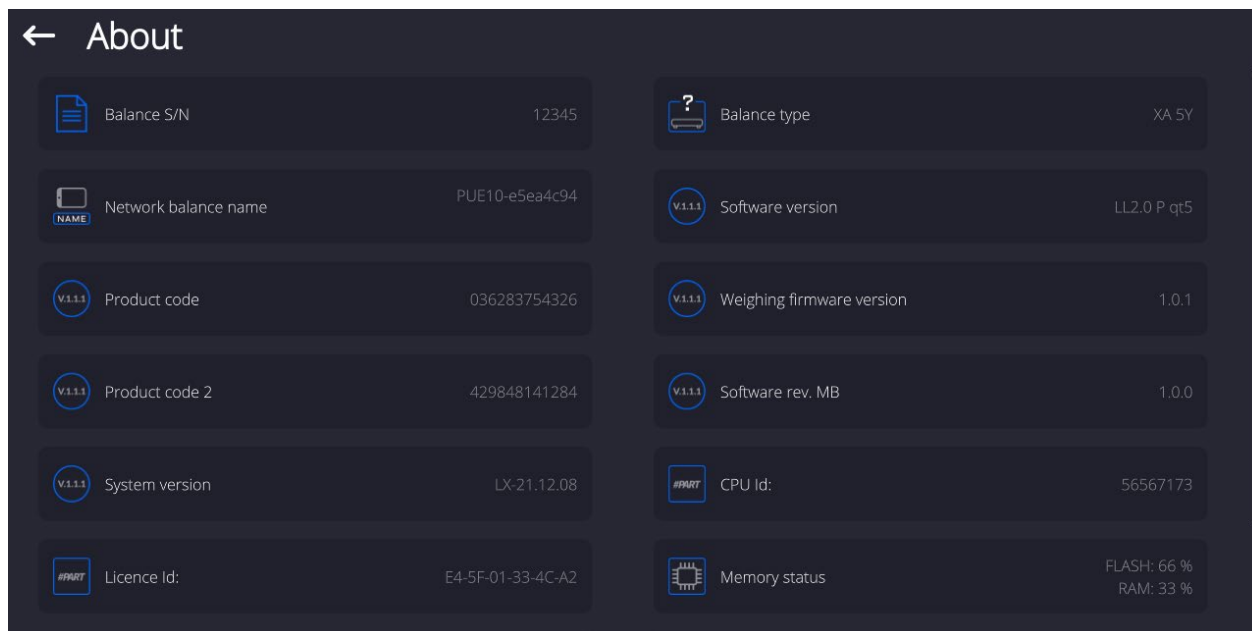 About
Balance S/N 12345
? Balance type XA 5Y
NAME Network balance name PUE10-e5ea4c94
V.1.1.1 Software version LL2.0 P qt5
V.1.1.1 Product code 036283754326
V.1.1.1 Weighing firmware version 1.0.1
V.1.1.1 Product code 2 429848141284
V.1.1.1 Software rev. MB 1.0.0
V.1.1.1 System version LX-21.12.08
#PART CPU Id: 56567173
#PART Licence Id: E4-5F-01-33-4C-A2
Memory status FLASH: 66 %
RAM: 33 %